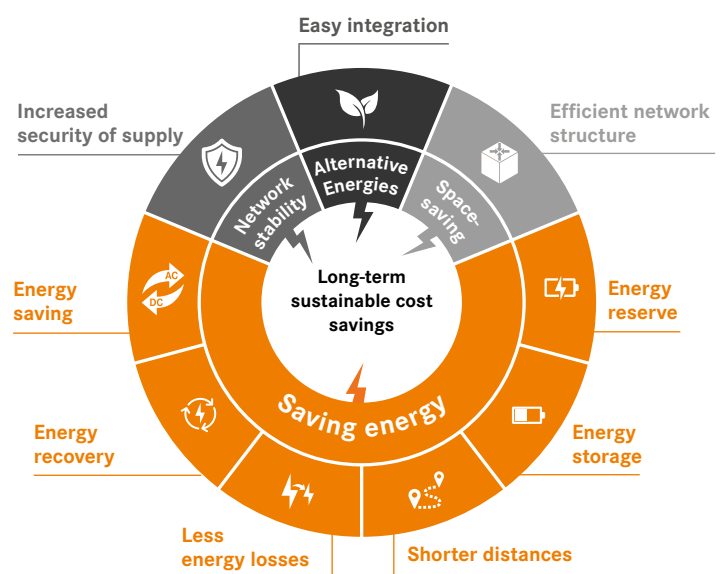 Easy integration
Increased
security of supply
Efficient network
structure
Alternative
Energies
Network
stability
Space-
saving
AC
DC
Long-term
sustainable cost
savings
Energy
saving
Energy
reserve
Saving energy
Energy
recovery
Energy
storage
Less
energy losses
Shorter distances